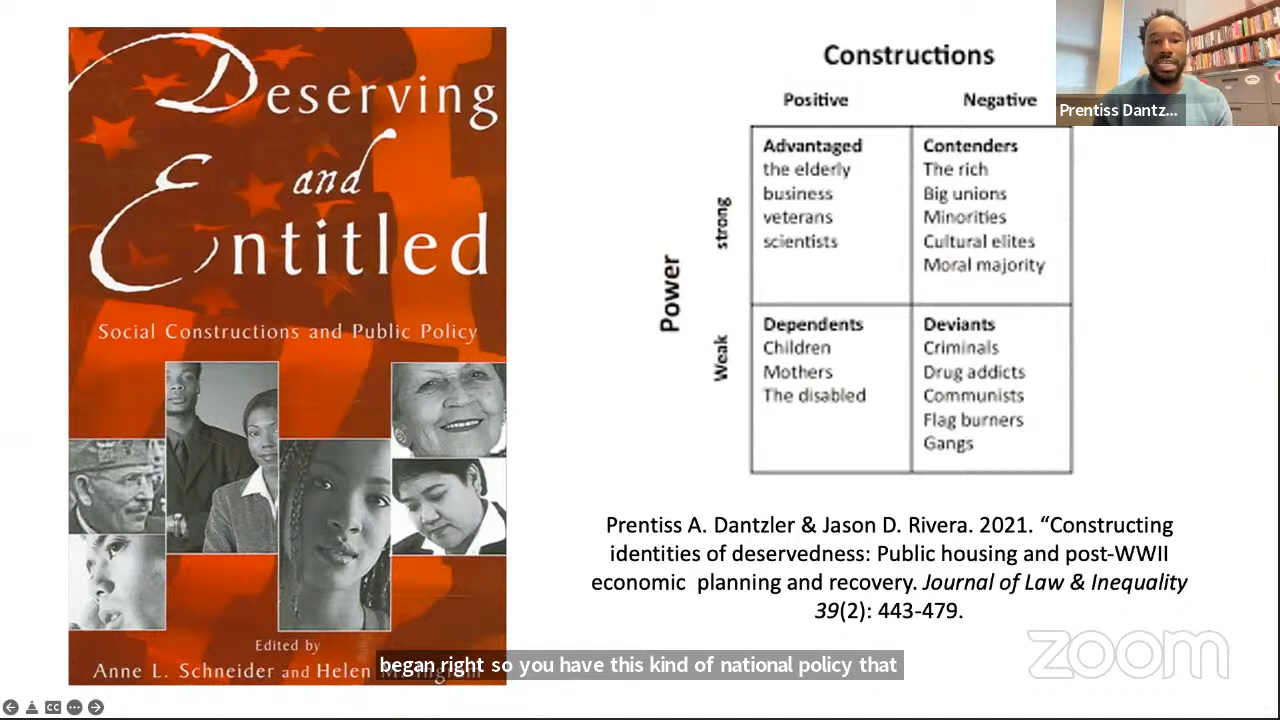 Deserving
and
Entitled
Social Constructions and Public Policy
Edited by
Anne L. Schneider and Helen
Constructions
Positive Negative
Power
strong
Weak
Advantaged
the elderly
business
veterans
scientists
Contenders
The rich
Big unions
Minorities
Cultural elites
Moral majority
Dependents
Children
Mothers
The disabled
Deviants
Criminals
Drug addicts
Communists
Flag burners
Gangs
Prentiss A. Dantzler & Jason D. Rivera. 2021. “Constructing
identities of deservedness: Public housing and post-WWII
economic planning and recovery. Journal of Law & Inequality
39(2): 443-479.
Prentiss Dantz...
began right so you have this kind of national policy that
zoom
CC